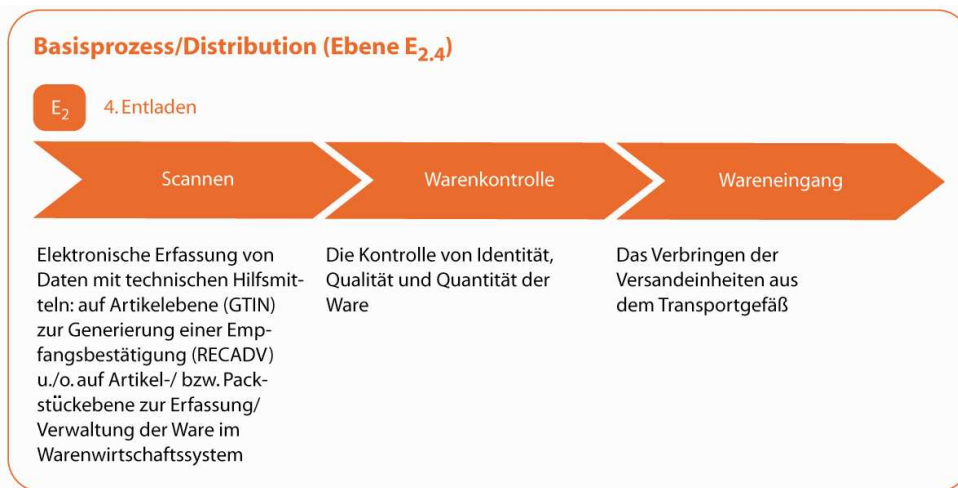 Basisprozess/Distribution (Ebene E2.4)
E2 4. Entladen
Scannen
Warenkontrolle
Wareneingang
Elektronische Erfassung von
Daten mit technischen Hilfsmit-
teln: auf Artikelebene (GTIN)
zur Generierung einer Emp-
fangsbestätigung (RECADV)
u./o. auf Artikel-/ bzw. Pack-
stückebene zur Erfassung/
Verwaltung der Ware im
Warenwirtschaftssystem
Die Kontrolle von Identität,
Qualität und Quantität der
Ware
Das Verbringen der
Versandeinheiten aus
dem Transportgefäß